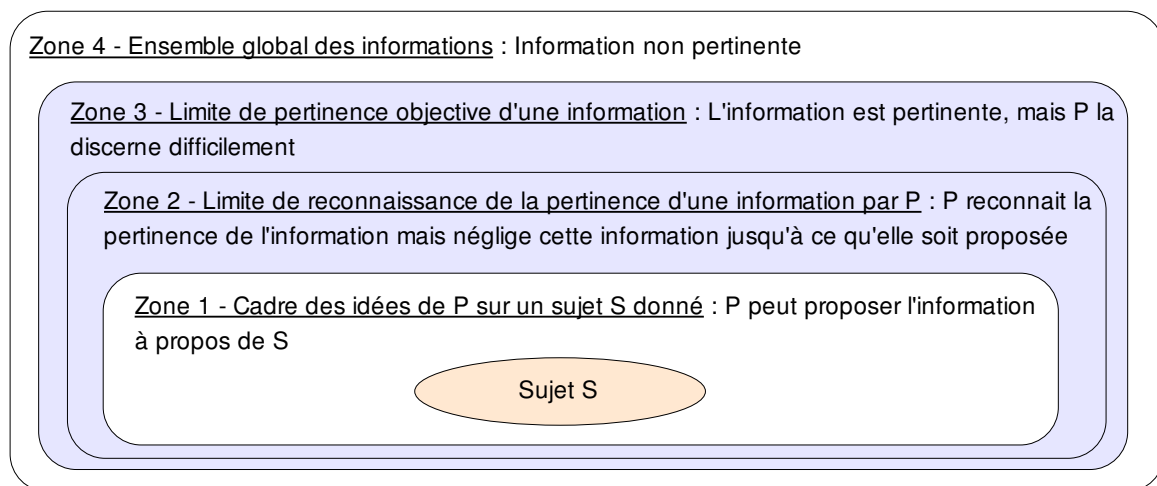 Zone 4 - Ensemble global des informations : Information non pertinente
Zone 3 - Limite de pertinence objective d'une information : L'information est pertinente, mais P la
discerne difficilement
Zone 2 - Limite de reconnaissance de la pertinence d'une information par P : P reconnait la
pertinence de l'information mais néglige cette information jusqu'à ce qu'elle soit proposée
Zone 1 - Cadre des idées de P sur un sujet S donné : P peut proposer l'information
à propos de S
Sujet S